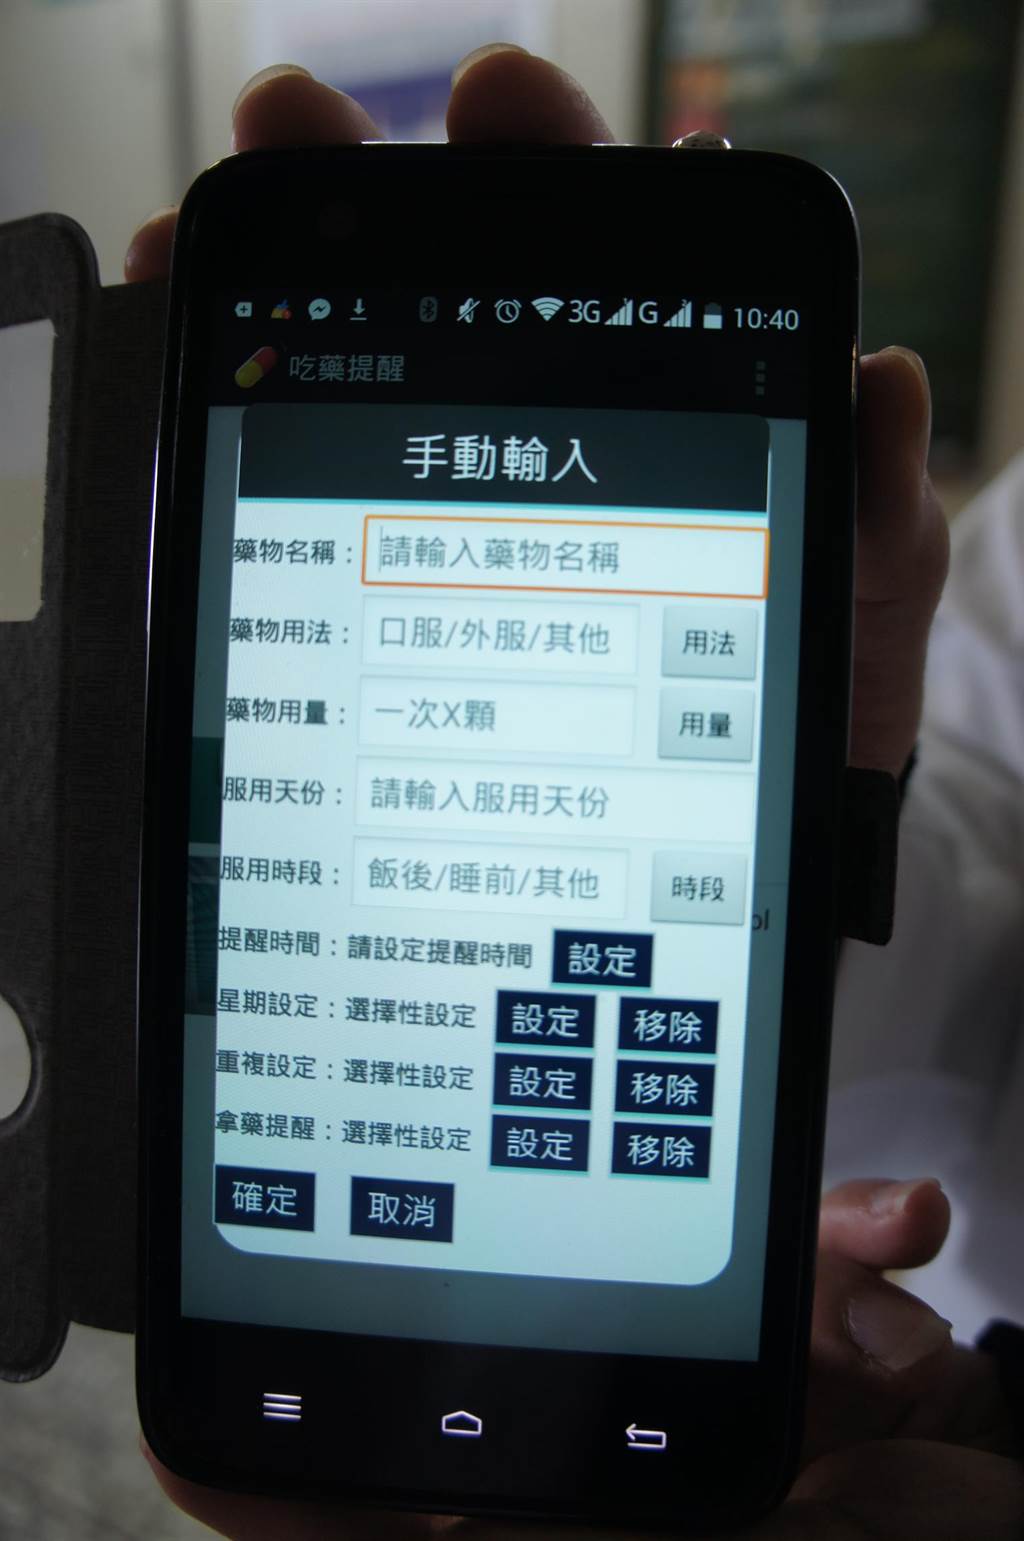 3G G 10:40
吃藥提醒
手動輸入
藥物名稱： 請輸入藥物名稱
藥物用法： 口服/外服/其他 用法
藥物用量： 一次X顆 用量
服用天份： 請輸入服用天份
服用時段： 飯後/睡前/其他 時段
ol
提醒時間：請設定提醒時間 設定
星期設定：選擇性設定 設定 移除
重複設定：選擇性設定 設定 移除
拿藥提醒：選擇性設定 設定 移除
確定 取消